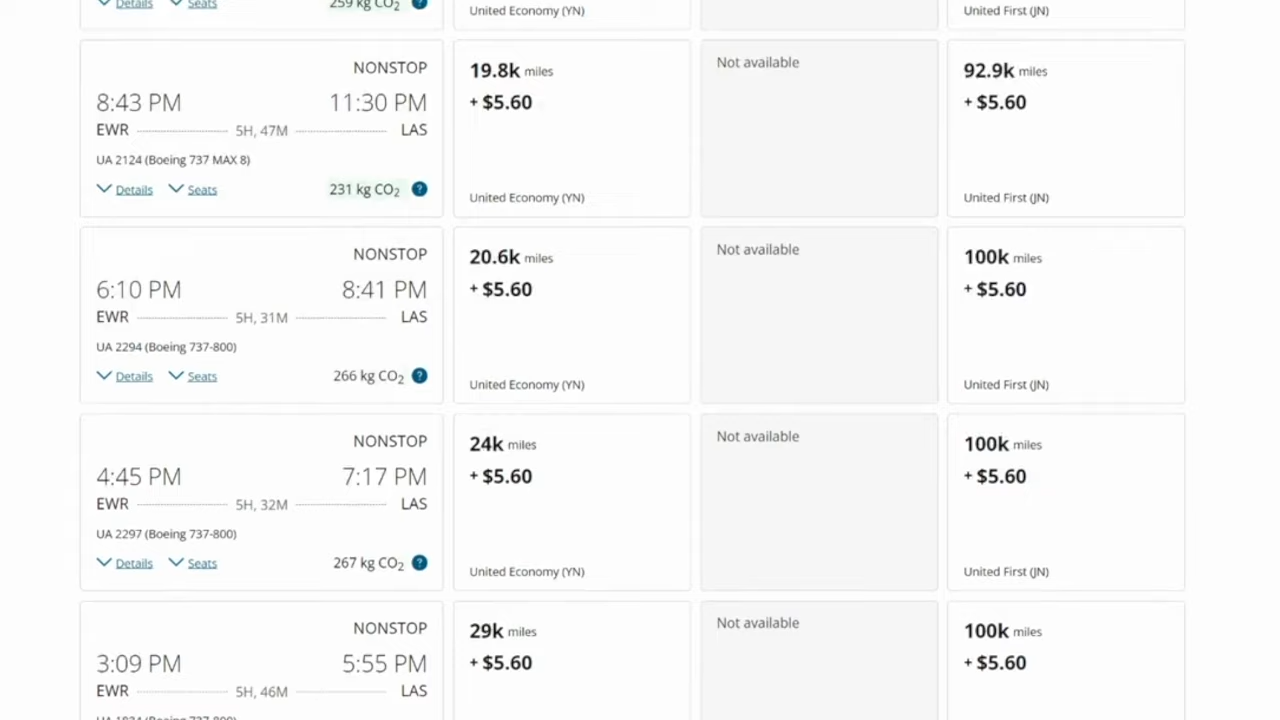 Details Seats 259 kg CO2 ?
United Economy (YN)
United First (JN)
NONSTOP
8:43 PM 11:30 PM
EWR 5H, 47M LAS
UA 2124 (Boeing 737 MAX 8)
Details Seats 231 kg CO2 ?
19.8k miles
+ $5.60
United Economy (YN)
Not available
92.9k miles
+ $5.60
United First (JN)
NONSTOP
6:10 PM 8:41 PM
EWR 5H, 31M LAS
UA 2294 (Boeing 737-800)
Details Seats 266 kg CO2 ?
20.6k miles
+ $5.60
United Economy (YN)
Not available
100k miles
+ $5.60
United First (JN)
NONSTOP
4:45 PM 7:17 PM
EWR 5H, 32M LAS
UA 2297 (Boeing 737-800)
Details Seats 267 kg CO2 ?
24k miles
+ $5.60
United Economy (YN)
Not available
100k miles
+ $5.60
United First (JN)
NONSTOP
3:09 PM 5:55 PM
EWR 5H, 46M LAS
29k miles
+ $5.60
Not available
100k miles
+ $5.60